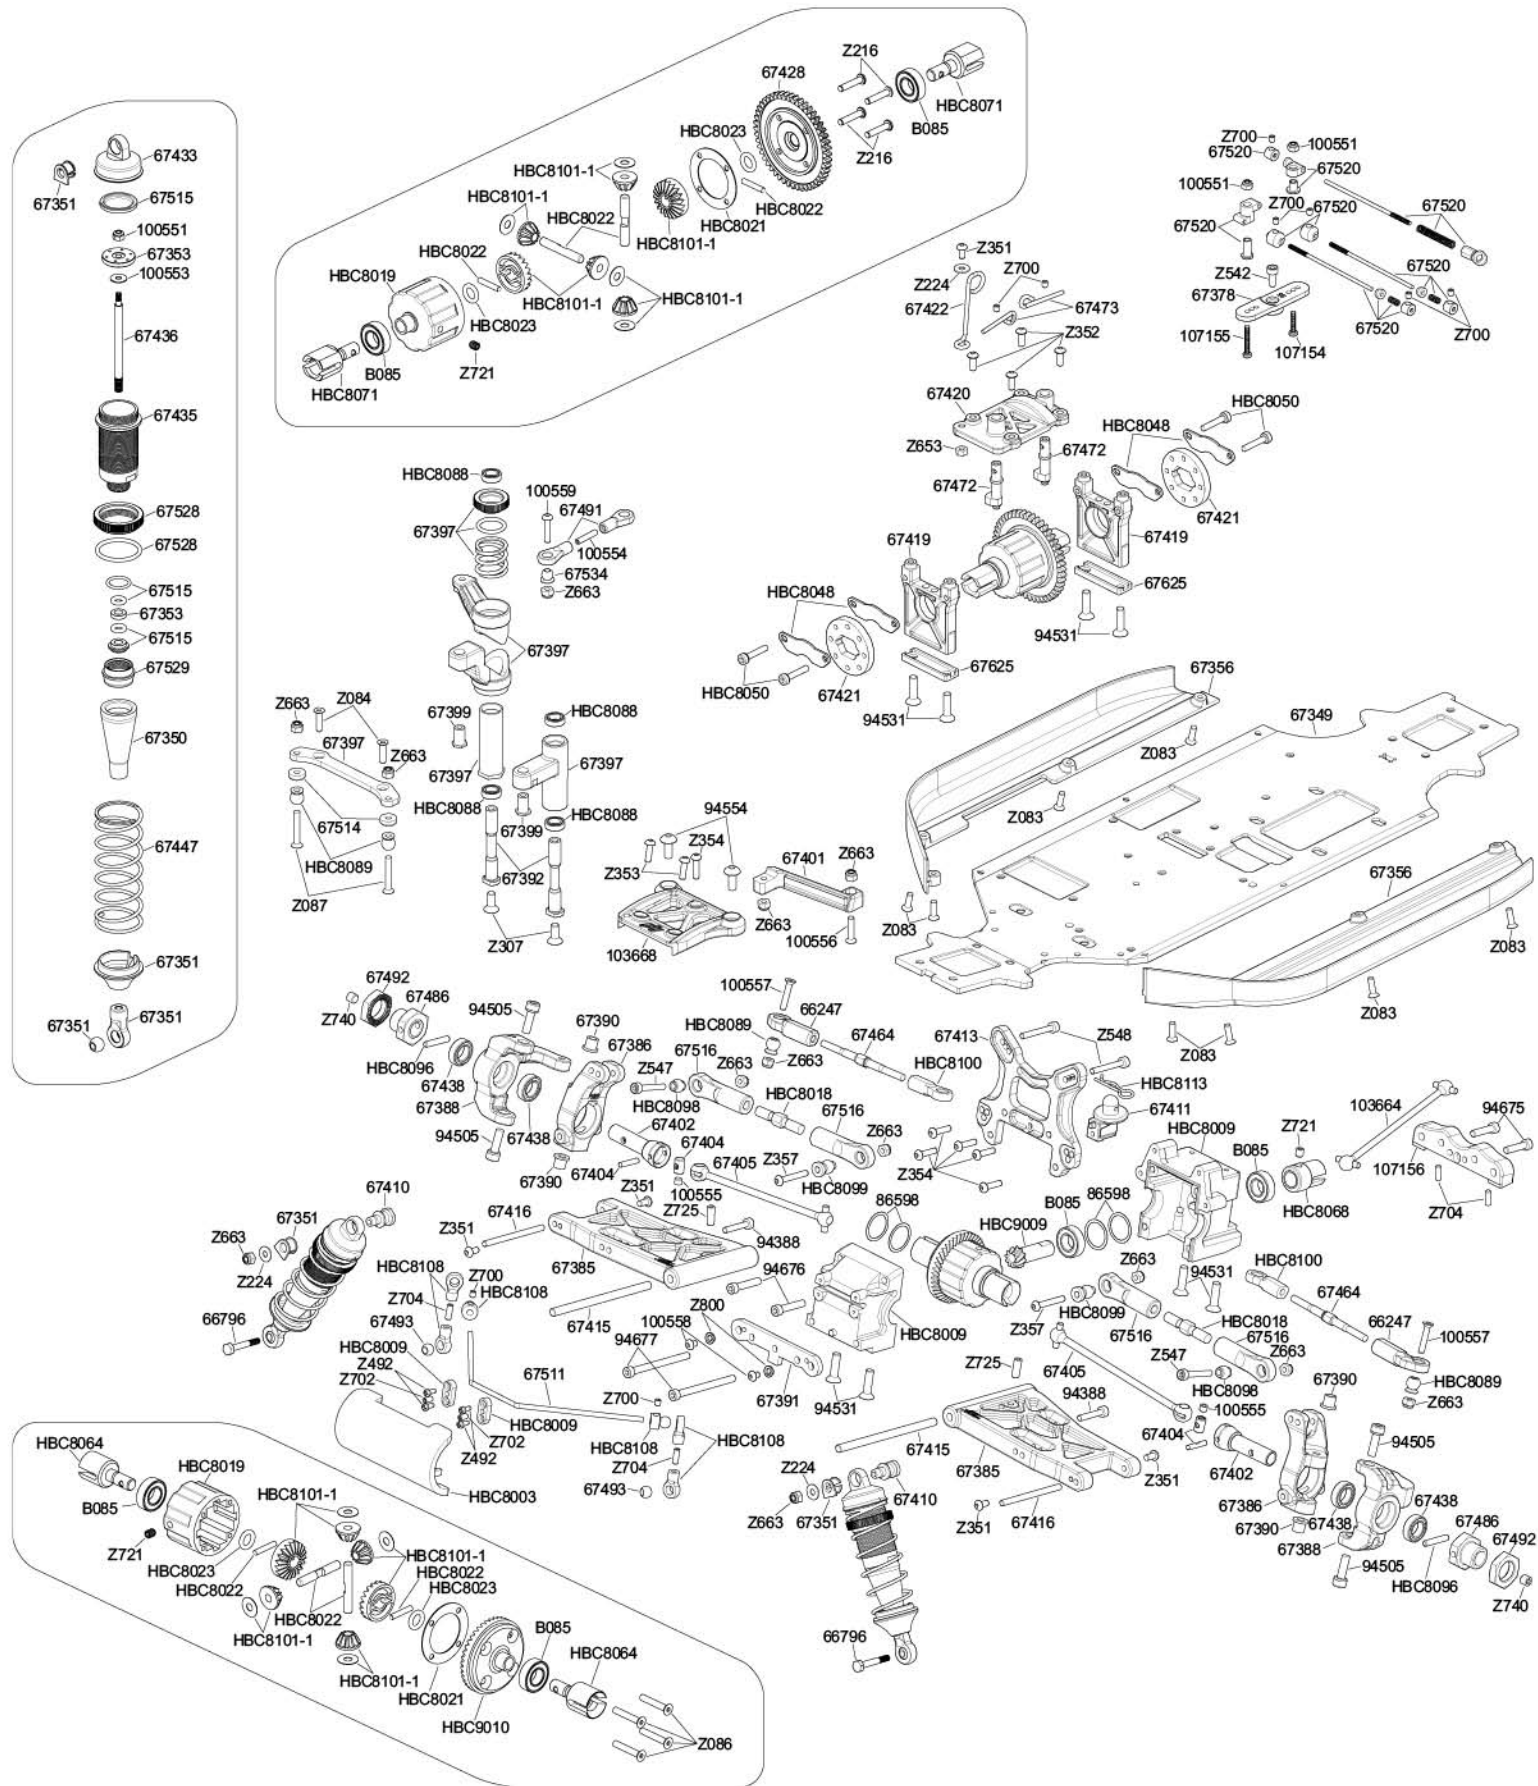 Z216
67428
HBC8071
B085
Z216
HBC8023
HBC8101-1
HBC8022
HBC8021
HBC8101-1
HBC8101-1
HBC8022
HBC8022
HBC8019
HBC8101-1
HBC8101-1
HBC8023
Z721
B085
HBC8071
67433
67351
67515
100551
67353
100553
67436
67435
67528
67528
67515
67353
67515
67529
67350
67447
67351
67351
67351
Z700
100551
67520
67520
100551
Z700
67520
67520
67520
Z542
67520
67378
67520
Z700
107155
107154
Z351
Z700
Z224
67422
67473
Z352
67420
HBC8050
HBC8048
Z653
67472
67472
67421
67419
67419
67625
HBC8048
94531
67625
HBC8050
67421
94531
HBC8088
100559
67491
67397
100554
67534
Z663
67397
67399
HBC8088
67397
67397
HBC8088
67399
HBC8088
67392
Z307
Z663
Z084
67397
Z663
67514
HBC8089
Z087
94554
Z354
Z353
67401
Z663
Z663
100556
103668
67356
67349
Z083
Z083
Z083
67356
Z083
Z083
Z083
67492
67486
Z740
94505
HBC8096
67438
67388
94505
67438
67390
67386
67390
100557
66247
HBC8089
67464
67516
Z663
Z663
Z547
HBC8100
HBC8098
HBC8018
67516
67402
67404
Z663
67404
67405
Z357
HBC8099
100555
Z351
Z725
67413
Z548
HBC8113
67411
HBC8009
Z354
103664
94675
Z721
B085
107156
HBC8068
Z704
86598
B085
86598
HBC9009
67410
67351
Z663
Z224
66796
67416
Z351
67385
94388
HBC8108
Z700
HBC8108
Z704
67493
67415
94676
Z800
100558
94677
67391
94531
HBC8009
Z663
HBC8099
Z357
67516
94531
HBC8100
67464
HBC8018
67516
66247
100557
Z663
Z547
HBC8098
HBC8089
Z663
67405
100555
67404
67390
94505
Z725
94388
67415
67385
Z351
67402
67386
67438
67438
67390
67388
67486
67492
94505
HBC8096
Z740
Z351
67416
HBC8009
Z492
Z702
67511
Z700
HBC8009
Z702
Z492
HBC8108
HBC8108
Z704
67493
HBC8003
Z224
67410
Z663
67351
66796
HBC8064
HBC8019
B085
HBC8101-1
Z721
HBC8023
HBC8022
HBC8101-1
HBC8022
HBC8023
HBC8022
HBC8101-1
HBC8101-1
HBC8021
HBC9010
B085
HBC8064
Z086